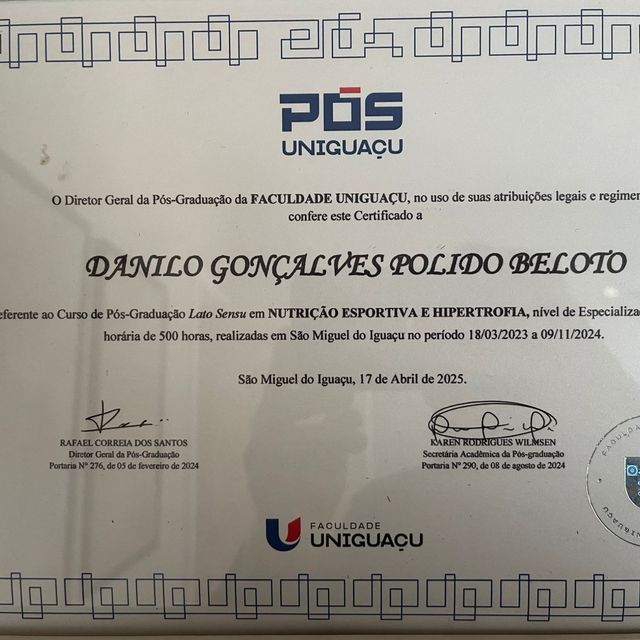 PÓS
UNIGUAÇU
O Diretor Geral da Pós-Graduação da FACULDADE UNIGUAÇU, no uso de suas atribuições legais e regimen
confere este Certificado a
DANILO GONÇALVES POLIDO BELOTO
eferente ao Curso de Pós-Graduação Lato Sensu em NUTRIÇÃO ESPORTIVA E HIPERTROFIA, nível de Especializa
horária de 500 horas, realizadas em São Miguel do Iguaçu no período 18/03/2023 a 09/11/2024.
São Miguel do Iguaçu, 17 de Abril de 2025.
RAFAEL CORREIA DOS SANTOS
Diretor Geral da Pós-Graduação
Portaria Nº 276, de 05 de fevereiro de 2024
KAREN RODRIGUES WILMSEN
Secretária Acadêmica da Pós-graduação
Portaria Nº 290, de 08 de agosto de 2024
FACULDA
UNIGUAÇU
FACULDADE
UNIGUAÇU